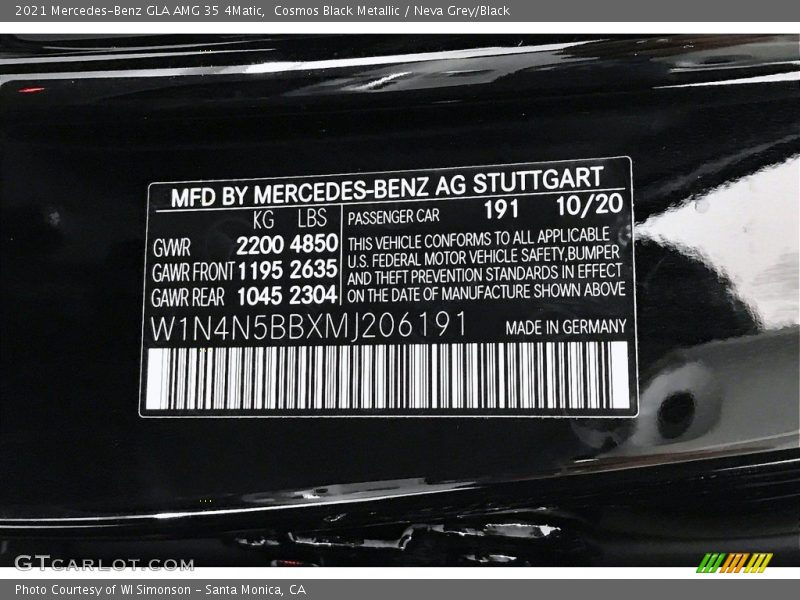 2021 Mercedes-Benz GLA AMG 35 4Matic,  Cosmos Black Metallic / Neva Grey/Black
MFD BY MERCEDES-BENZ AG STUTTGART
KG LBS PASSENGER CAR 191 10/20
GVWR 2200 4850
GAWR FRONT 1195 2635
GAWR REAR 1045 2304
THIS VEHICLE CONFORMS TO ALL APPLICABLE
U.S. FEDERAL MOTOR VEHICLE SAFETY,BUMPER
AND THEFT PREVENTION STANDARDS IN EFFECT
ON THE DATE OF MANUFACTURE SHOWN ABOVE
W1N4N5BBXMJ206191 MADE IN GERMANY
GTCARLOT.COM
Photo Courtesy of WI Simonson - Santa Monica, CA